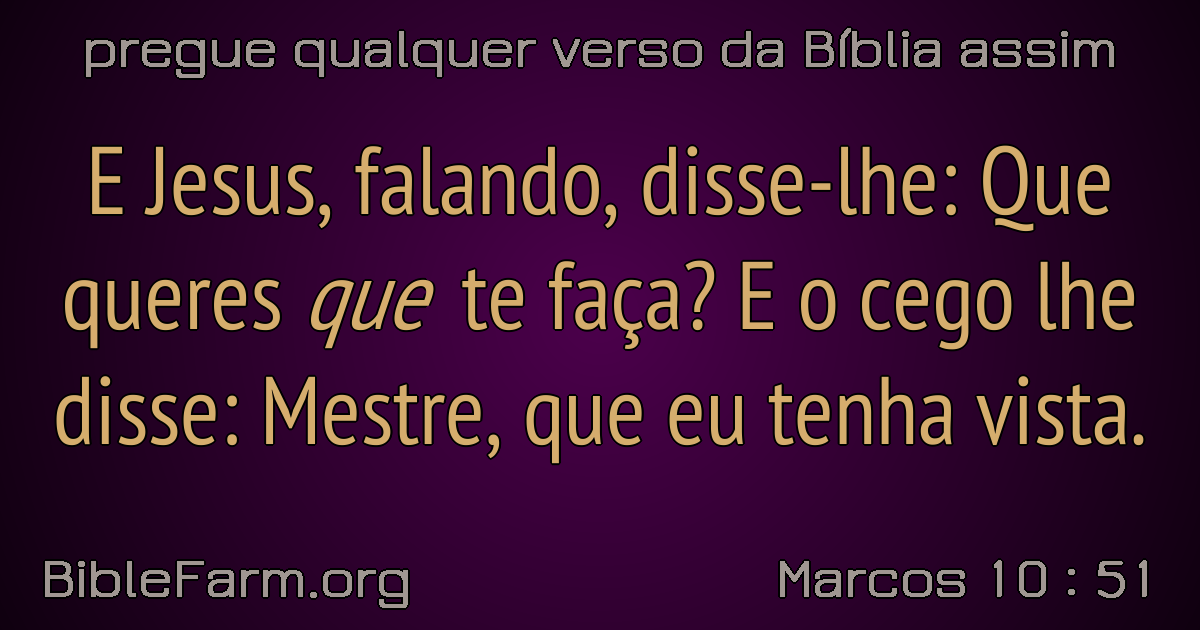 pregue qualquer verso da Bíblia assim
E Jesus, falando, disse-lhe: Que
queres que te faça? E o cego lhe
disse: Mestre, que eu tenha vista.
BibleFarm.org
Marcos 10 : 51